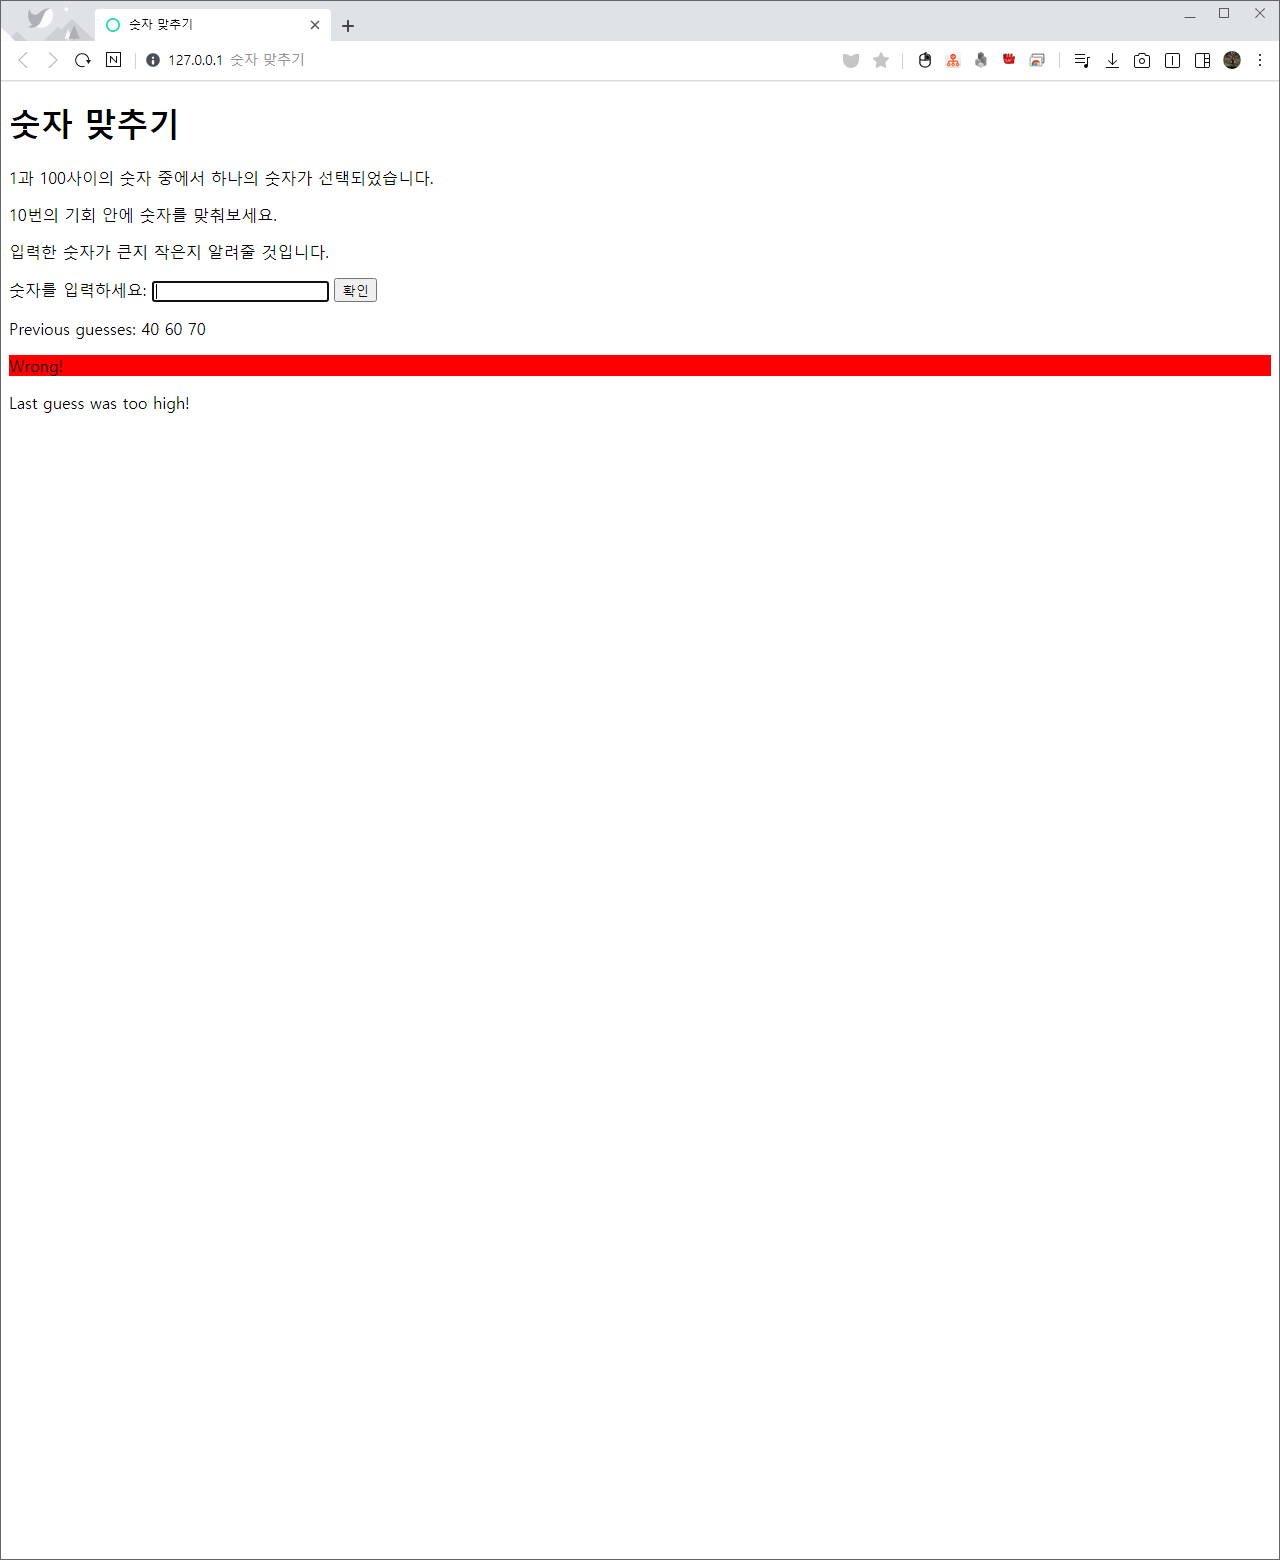 숫자 맞추기
127.0.0.1 숫자 맞추기
숫자 맞추기
1과 100사이의 숫자 중에서 하나의 숫자가 선택되었습니다.
10번의 기회 안에 숫자를 맞춰보세요.
입력한 숫자가 큰지 작은지 알려줄 것입니다.
숫자를 입력하세요: 확인
Previous guesses: 40 60 70
Wrong!
Last guess was too high!